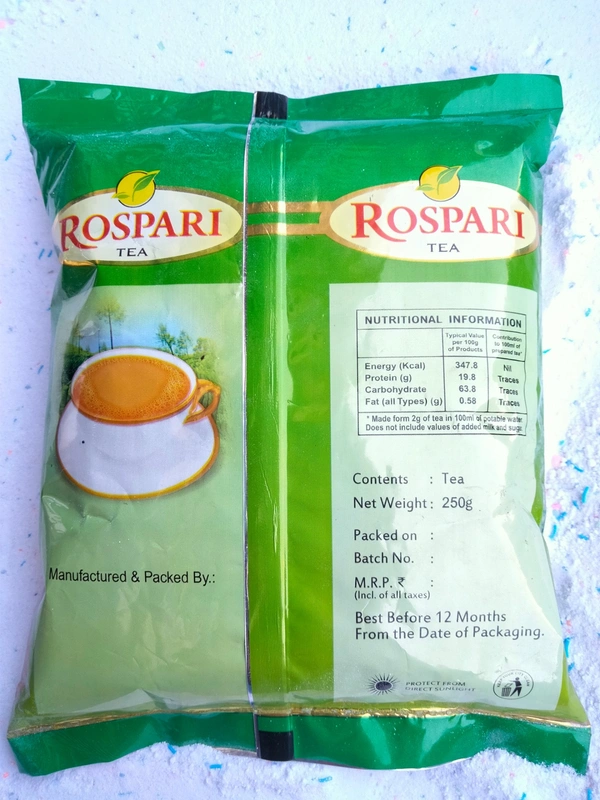 ROSPARI
TEA
Manufactured & Packed By.:
ROSPARI
TEA
NUTRITIONAL INFORMATION
Typical Value per 100g of Products
Contribution to 100ml of prepared tea*
Energy (Kcal) 347.8 Nil
Protein (g) 19.8 Traces
Carbohydrate 63.8 Traces
Fat (all Types) (g) 0.58 Traces
* Made form 2g of tea in 100ml of potable water
Does not include values of added milk and sugar
Contents : Tea
Net Weight : 250g
Packed on :
Batch No. :
M.R.P. ₹ :
(Incl. of all taxes)
Best Before 12 Months
From the Date of Packaging.
PROTECT FROM
DIRECT SUNLIGHT